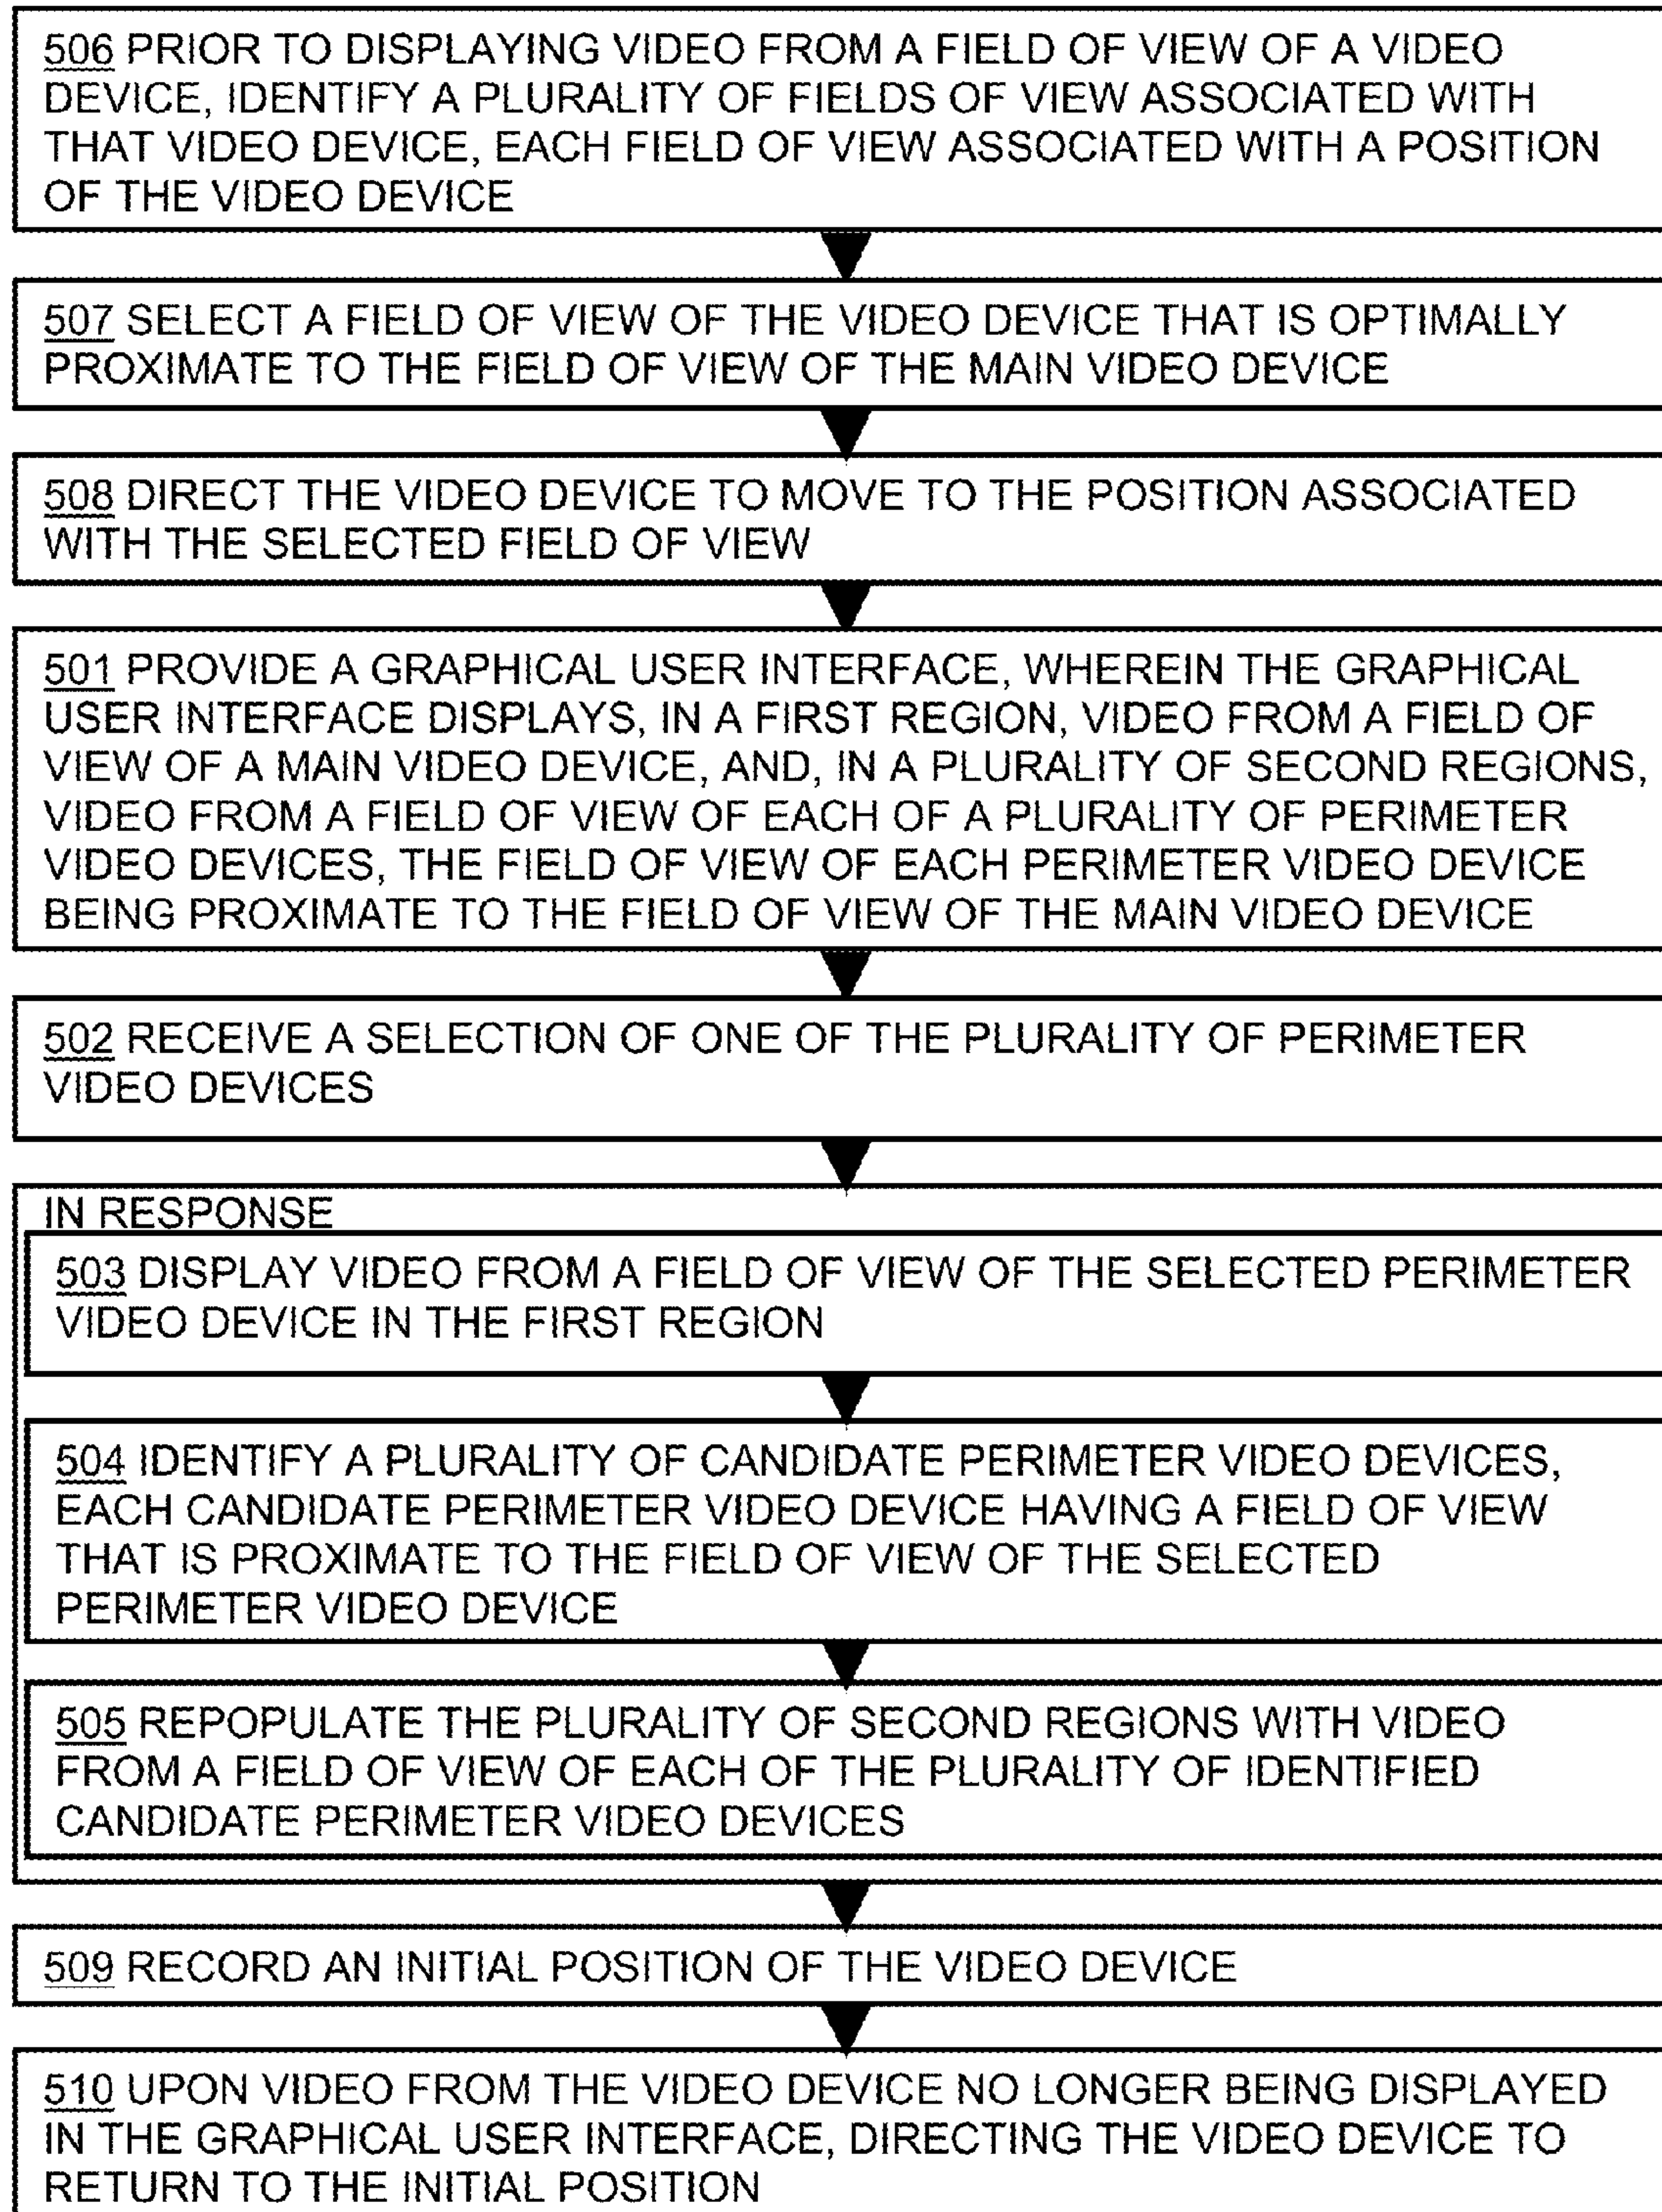 506 PRIOR TO DISPLAYING VIDEO FROM A FIELD OF VIEW OF A VIDEO
DEVICE, IDENTIFY A PLURALITY OF FIELDS OF VIEW ASSOCIATED WITH
THAT VIDEO DEVICE, EACH FIELD OF VIEW ASSOCIATED WITH A POSITION
OF THE VIDEO DEVICE
507 SELECT A FIELD OF VIEW OF THE VIDEO DEVICE THAT IS OPTIMALLY
PROXIMATE TO THE FIELD OF VIEW OF THE MAIN VIDEO DEVICE
508 DIRECT THE VIDEO DEVICE TO MOVE TO THE POSITION ASSOCIATED
WITH THE SELECTED FIELD OF VIEW
501 PROVIDE A GRAPHICAL USER INTERFACE, WHEREIN THE GRAPHICAL
USER INTERFACE DISPLAYS, IN A FIRST REGION, VIDEO FROM A FIELD OF
VIEW OF A MAIN VIDEO DEVICE, AND, IN A PLURALITY OF SECOND REGIONS,
VIDEO FROM A FIELD OF VIEW OF EACH OF A PLURALITY OF PERIMETER
VIDEO DEVICES, THE FIELD OF VIEW OF EACH PERIMETER VIDEO DEVICE
BEING PROXIMATE TO THE FIELD OF VIEW OF THE MAIN VIDEO DEVICE
502 RECEIVE A SELECTION OF ONE OF THE PLURALITY OF PERIMETER
VIDEO DEVICES
IN RESPONSE
503 DISPLAY VIDEO FROM A FIELD OF VIEW OF THE SELECTED PERIMETER
VIDEO DEVICE IN THE FIRST REGION
504 IDENTIFY A PLURALITY OF CANDIDATE PERIMETER VIDEO DEVICES,
EACH CANDIDATE PERIMETER VIDEO DEVICE HAVING A FIELD OF VIEW
THAT IS PROXIMATE TO THE FIELD OF VIEW OF THE SELECTED
PERIMETER VIDEO DEVICE
505 REPOPULATE THE PLURALITY OF SECOND REGIONS WITH VIDEO
FROM A FIELD OF VIEW OF EACH OF THE PLURALITY OF IDENTIFIED
CANDIDATE PERIMETER VIDEO DEVICES
509 RECORD AN INITIAL POSITION OF THE VIDEO DEVICE
510 UPON VIDEO FROM THE VIDEO DEVICE NO LONGER BEING DISPLAYED
IN THE GRAPHICAL USER INTERFACE, DIRECTING THE VIDEO DEVICE TO
RETURN TO THE INITIAL POSITION